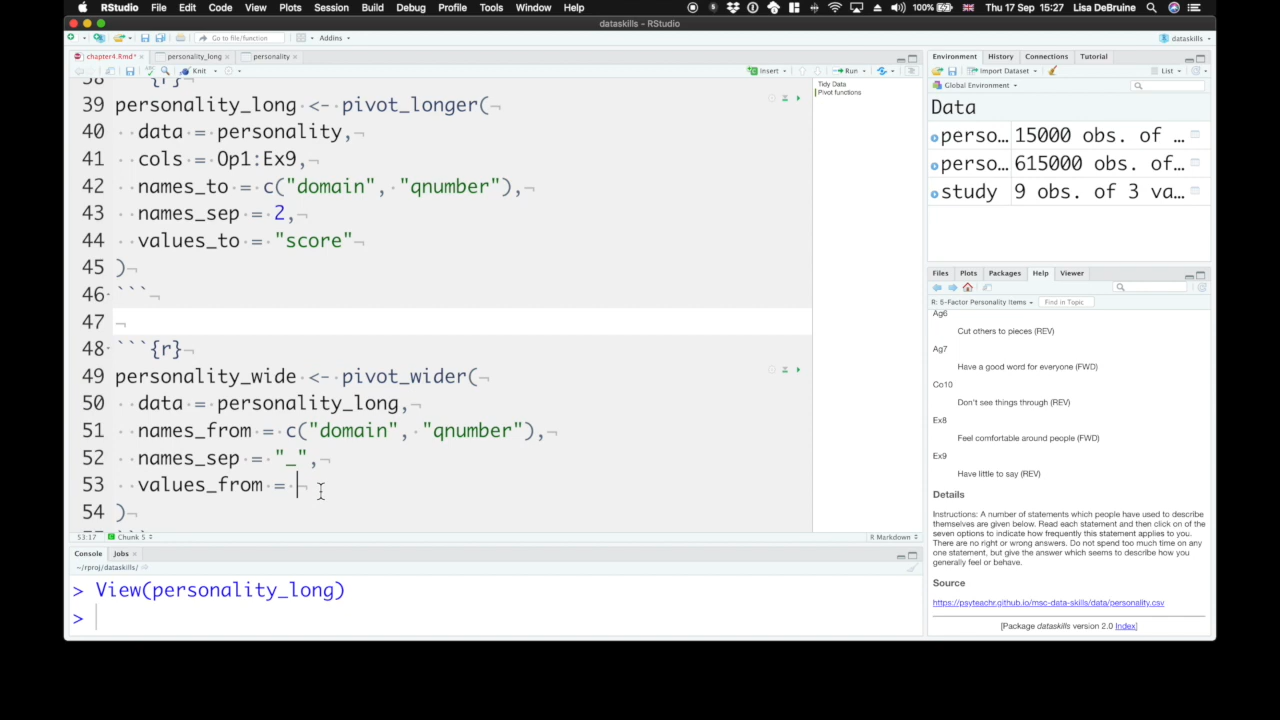 RStudio File Edit Code View Plots Session Build Debug Profile Tools Window Help 100% Thu 17 Sep 15:27 Lisa DeBruine
dataskills — RStudio
Go to file/function Addins dataskills
chapter4.Rmd* personality_long personality
Knit Insert Run
{r}
39 personality_long <- pivot_longer(
40 data = personality,
41 cols = Op1:Ex9,
42 names_to = c("domain", "qnumber"),
43 names_sep = 2,
44 values_to = "score"
45 )
46 ```
47
48 ```{r}
49 personality_wide <- pivot_wider(
50 data = personality_long,
51 names_from = c("domain", "qnumber"),
52 names_sep = "_",
53 values_from =
54 )
53:17 Chunk 5 R Markdown
Tidy Data
Pivot functions
Console Jobs
~/rproj/dataskills/
> View(personality_long)
>
Environment History Connections Tutorial
Import Dataset List
Global Environment
Data
perso… 15000 obs. of …
perso… 615000 obs. of…
study 9 obs. of 3 va…
Files Plots Packages Help Viewer
R: 5-Factor Personality Items Find in Topic
Ag6
Cut others to pieces (REV)
Ag7
Have a good word for everyone (FWD)
Co10
Don't see things through (REV)
Ex8
Feel comfortable around people (FWD)
Ex9
Have little to say (REV)
Details
Instructions: A number of statements which people have used to describe
themselves are given below. Read each statement and then click on of the
seven options to indicate how frequently this statement applies to you.
There are no right or wrong answers. Do not spend too much time on any
one statement, but give the answer which seems to describe how you
generally feel or behave.
Source
https://psyteachr.github.io/msc-data-skills/data/personality.csv
[Package dataskills version 2.0 Index]